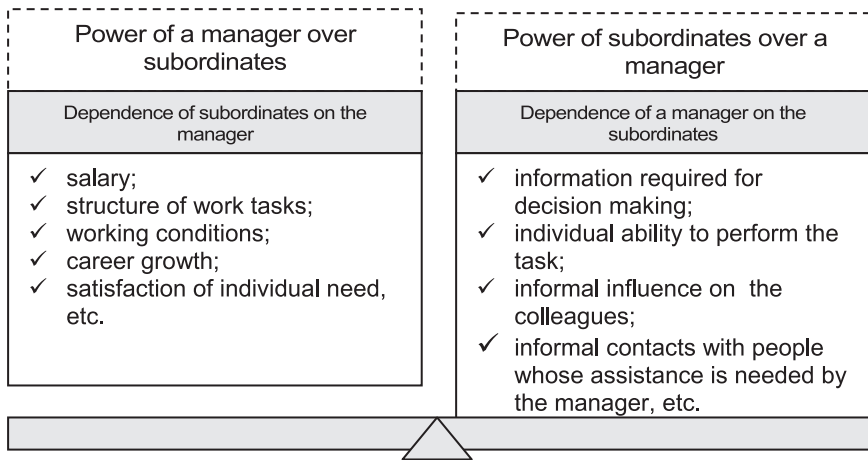 Power of a manager over
subordinates
Dependence of subordinates on the
manager
✓ salary;
✓ structure of work tasks;
✓ working conditions;
✓ career growth;
✓ satisfaction of individual need,
etc.
Power of subordinates over a
manager
Dependence of a manager on the
subordinates
✓ information required for
decision making;
✓ individual ability to perform the
task;
✓ informal influence on the
colleagues;
✓ informal contacts with people
whose assistance is needed by
the manager, etc.